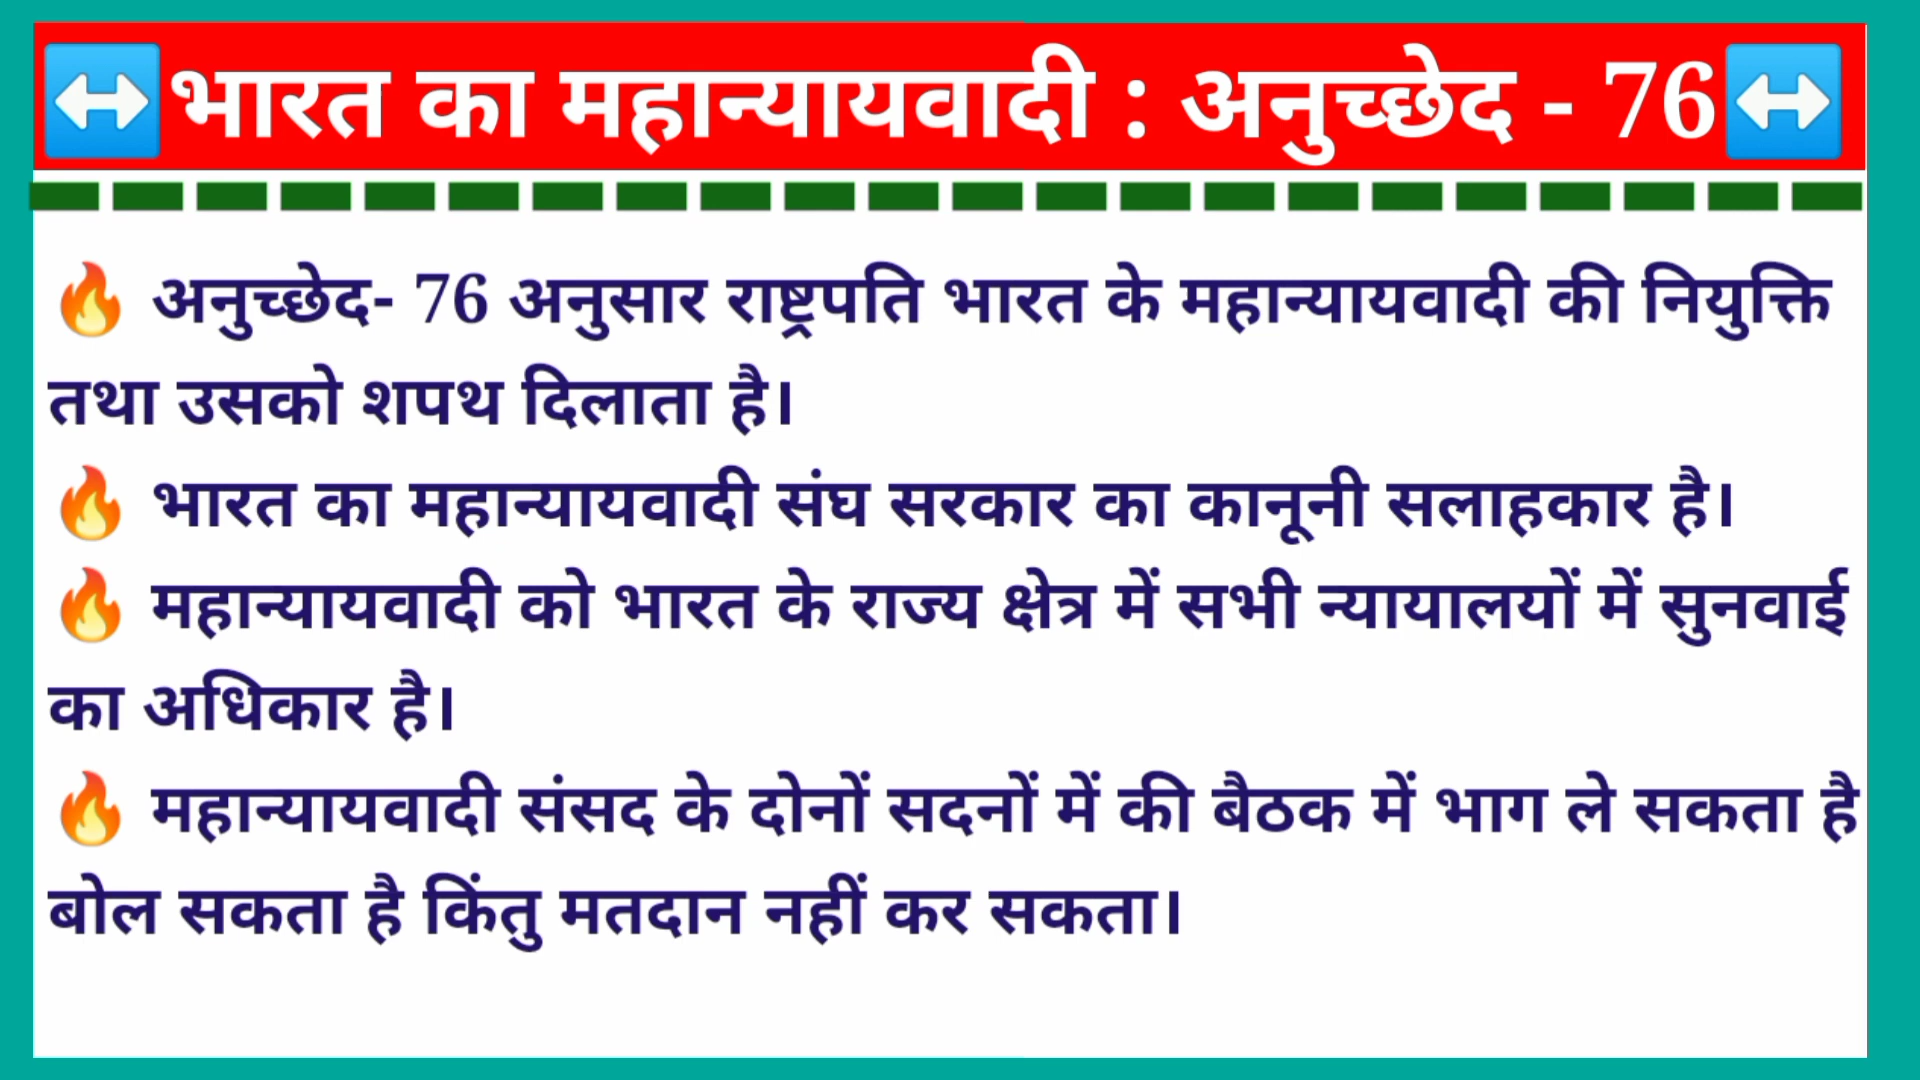 ↔️भारत का महान्यायवादी : अनुच्छेद - 76↔️
🔥 अनुच्छेद- 76 अनुसार राष्ट्रपति भारत के महान्यायवादी की नियुक्ति
तथा उसको शपथ दिलाता है।
🔥 भारत का महान्यायवादी संघ सरकार का कानूनी सलाहकार है।
🔥 महान्यायवादी को भारत के राज्य क्षेत्र में सभी न्यायालयों में सुनवाई
का अधिकार है।
🔥 महान्यायवादी संसद के दोनों सदनों में की बैठक में भाग ले सकता है
बोल सकता है किंतु मतदान नहीं कर सकता।